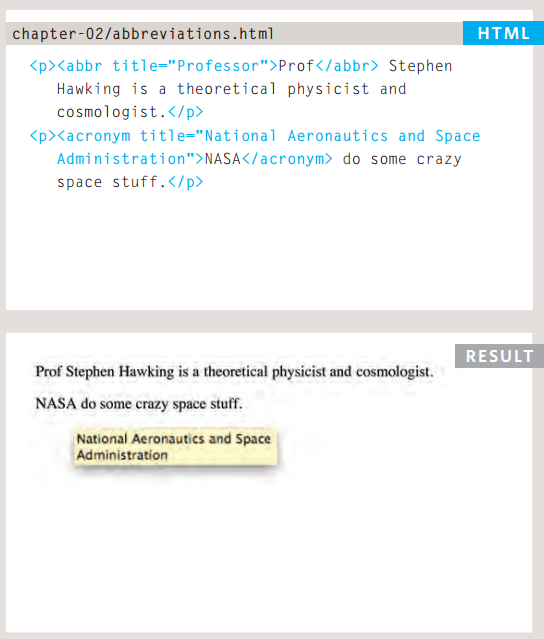 chapter-02/abbreviations.html
HTML
<p><abbr title="Professor">Prof</abbr> Stephen
Hawking is a theoretical physicist and
cosmologist.</p>
<p><acronym title="National Aeronautics and Space
Administration">NASA</acronym> do some crazy
space stuff.</p>
RESULT
Prof Stephen Hawking is a theoretical physicist and cosmologist.
NASA do some crazy space stuff.
National Aeronautics and Space
Administration